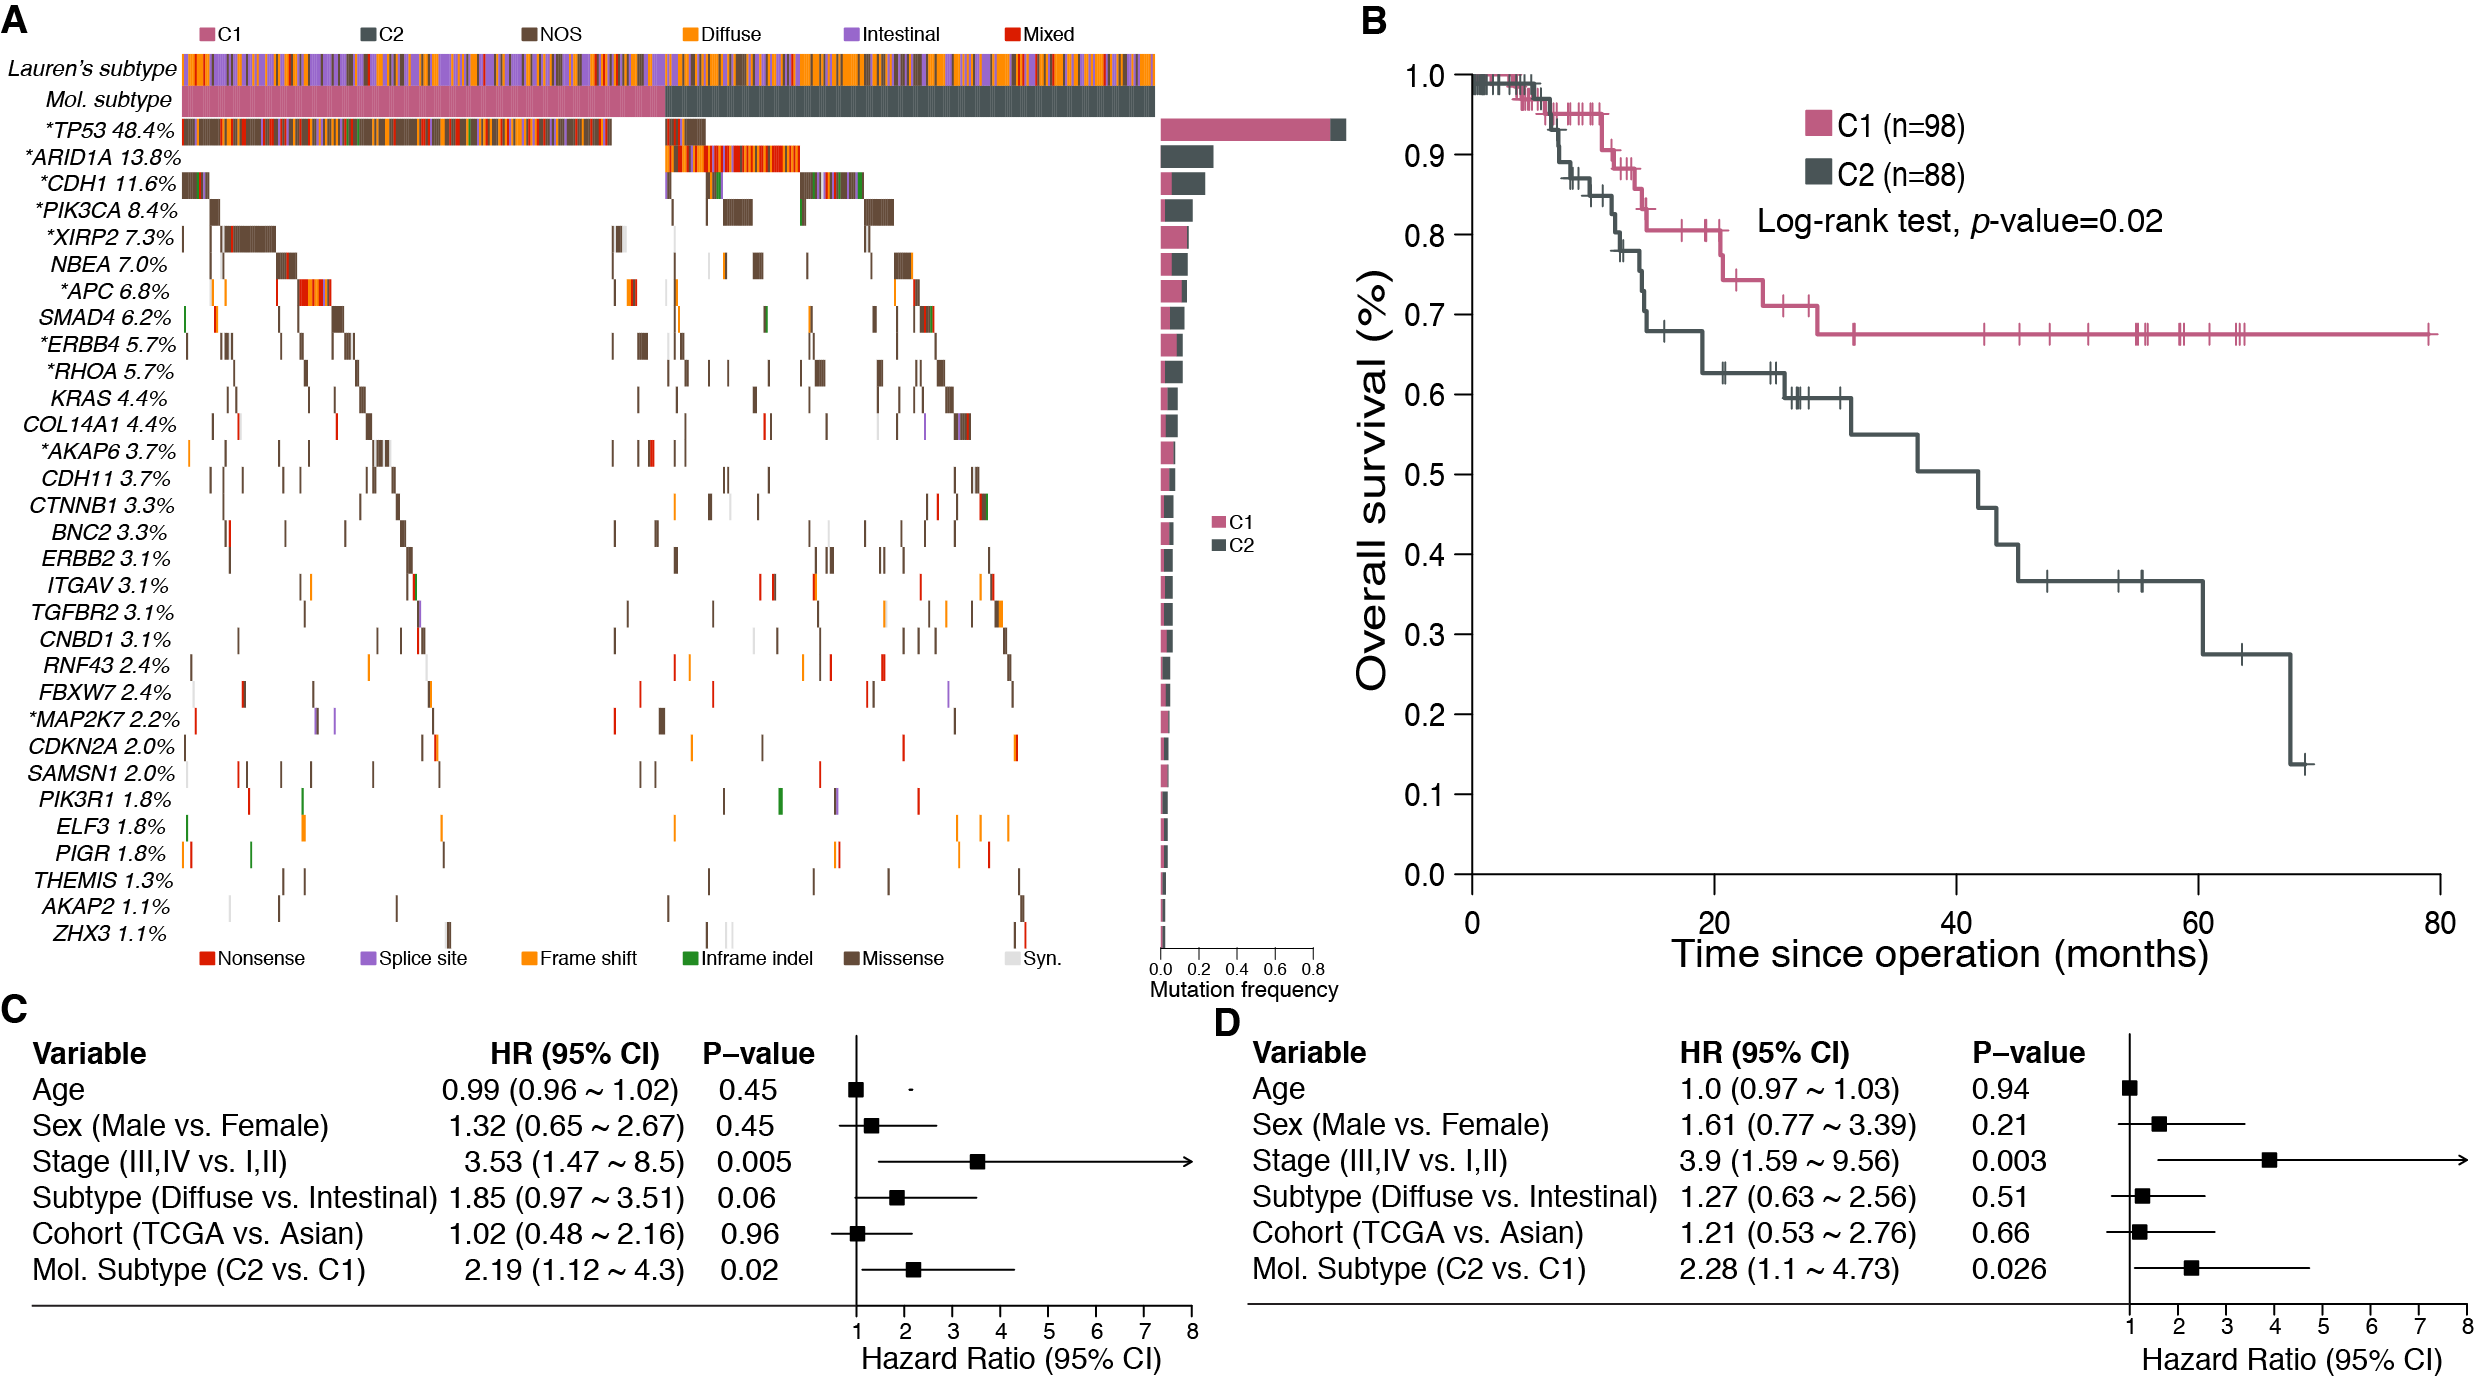 A
C1 C2 NOS Diffuse Intestinal Mixed
Lauren's subtype
Mol. subtype
*TP53 48.4%
*ARID1A 13.8%
*CDH1 11.6%
*PIK3CA 8.4%
*XIRP2 7.3%
NBEA 7.0%
*APC 6.8%
SMAD4 6.2%
*ERBB4 5.7%
*RHOA 5.7%
KRAS 4.4%
COL14A1 4.4%
*AKAP6 3.7%
CDH11 3.7%
CTNNB1 3.3%
BNC2 3.3%
ERBB2 3.1%
ITGAV 3.1%
TGFBR2 3.1%
CNBD1 3.1%
RNF43 2.4%
FBXW7 2.4%
*MAP2K7 2.2%
CDKN2A 2.0%
SAMSN1 2.0%
PIK3R1 1.8%
ELF3 1.8%
PIGR 1.8%
THEMIS 1.3%
AKAP2 1.1%
ZHX3 1.1%
Nonsense Splice site Frame shift Inframe indel Missense Syn.
C1
C2
0.0 0.2 0.4 0.6 0.8
Mutation frequency
B
Overall survival (%)
1.0
0.9
0.8
0.7
0.6
0.5
0.4
0.3
0.2
0.1
0.0
C1 (n=98)
C2 (n=88)
Log-rank test, p-value=0.02
0 20 40 60 80
Time since operation (months)
C
Variable HR (95% CI) P–value
Age 0.99 (0.96 ~ 1.02) 0.45
Sex (Male vs. Female) 1.32 (0.65 ~ 2.67) 0.45
Stage (III,IV vs. I,II) 3.53 (1.47 ~ 8.5) 0.005
Subtype (Diffuse vs. Intestinal) 1.85 (0.97 ~ 3.51) 0.06
Cohort (TCGA vs. Asian) 1.02 (0.48 ~ 2.16) 0.96
Mol. Subtype (C2 vs. C1) 2.19 (1.12 ~ 4.3) 0.02
1 2 3 4 5 6 7 8
Hazard Ratio (95% CI)
D
Variable HR (95% CI) P–value
Age 1.0 (0.97 ~ 1.03) 0.94
Sex (Male vs. Female) 1.61 (0.77 ~ 3.39) 0.21
Stage (III,IV vs. I,II) 3.9 (1.59 ~ 9.56) 0.003
Subtype (Diffuse vs. Intestinal) 1.27 (0.63 ~ 2.56) 0.51
Cohort (TCGA vs. Asian) 1.21 (0.53 ~ 2.76) 0.66
Mol. Subtype (C2 vs. C1) 2.28 (1.1 ~ 4.73) 0.026
1 2 3 4 5 6 7 8
Hazard Ratio (95% CI)